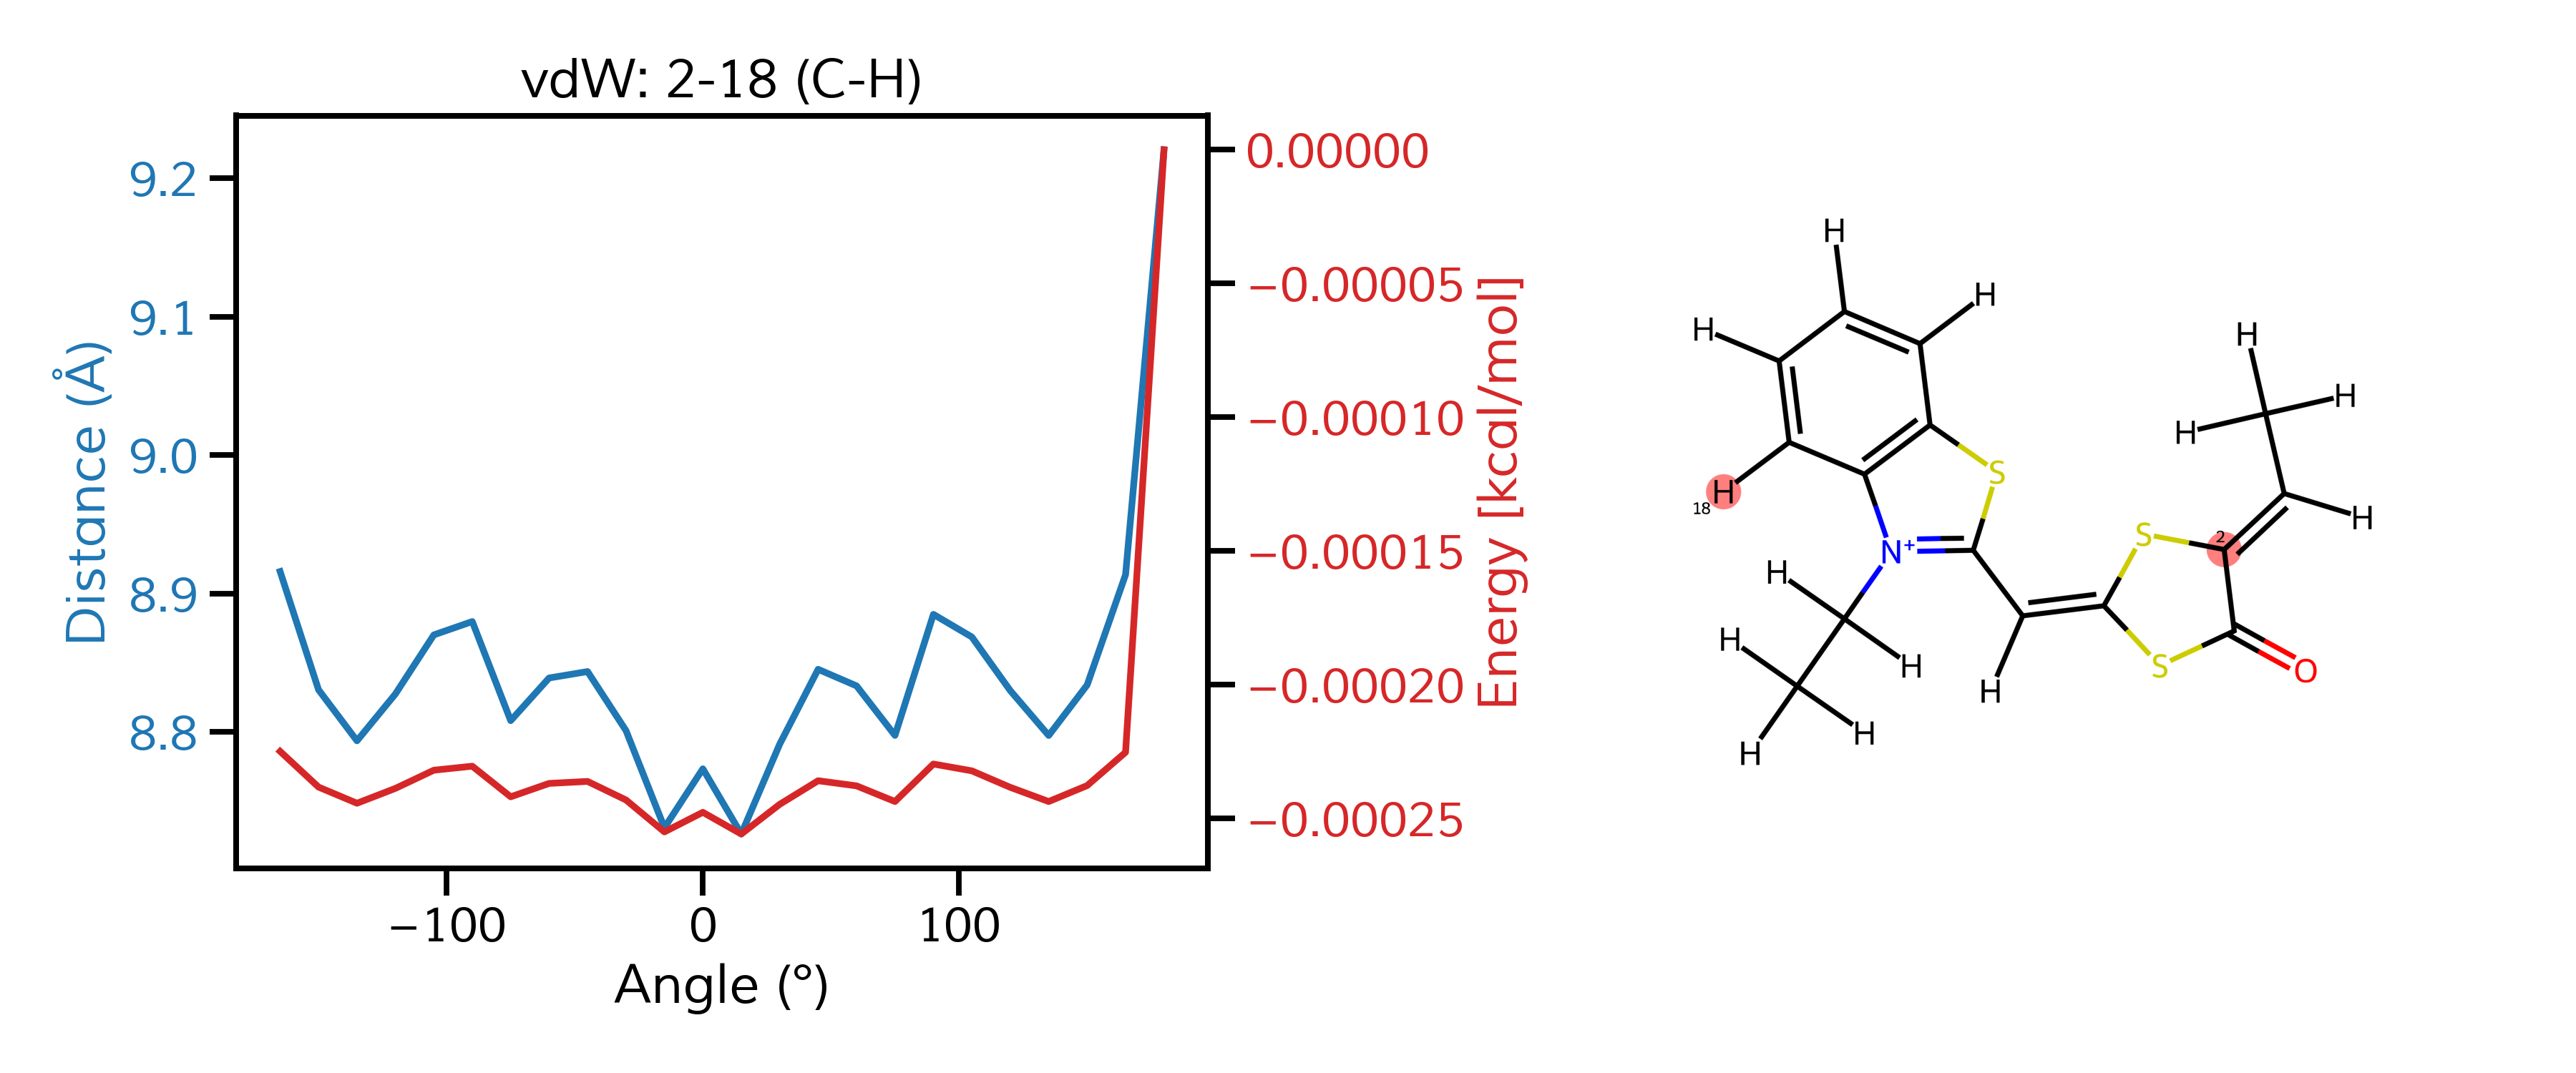 vdW: 2-18 (C-H)
9.2
9.1
9.0
8.9
8.8
Distance (Å)
0.00000
−0.00005
−0.00010
−0.00015
−0.00020
−0.00025
Energy [kcal/mol]
−100
0
100
Angle (°)
H
H
H
H
H
H
H
S
H
18
S
2
H
N+
H
H
H
S
O
H
H
H
H